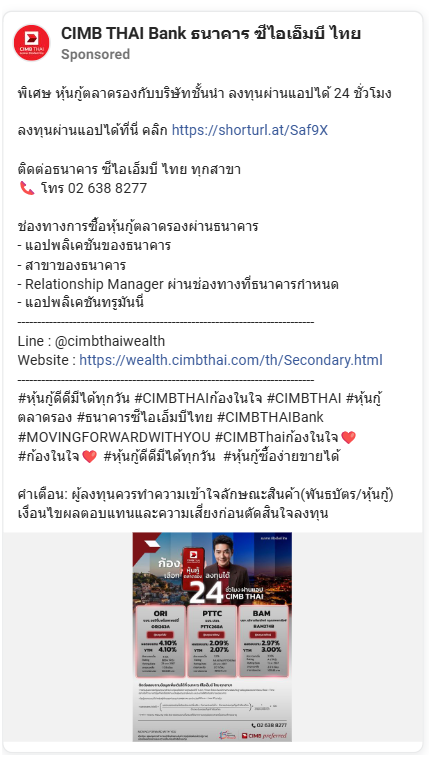 CIMB THAI Bank ธนาคาร ซีไอเอ็มบี ไทย
CIMB THAI
Sponsored
พิเศษ หุ้นกู้ตลาดรองกับบริษัทชั้นนำ ลงทุนผ่านแอปได้ 24 ชั่วโมง
ลงทุนผ่านแอปได้ที่นี่ คลิก https://shorturl.at/Saf9X
ติดต่อธนาคาร ซีไอเอ็มบี ไทย ทุกสาขา
📞 โทร 02 638 8277
ช่องทางการซื้อหุ้นกู้ตลาดรองผ่านธนาคาร
- แอปพลิเคชันของธนาคาร
- สาขาของธนาคาร
- Relationship Manager ผ่านช่องทางที่ธนาคารกำหนด
- แอปพลิเคชันทรูมันนี่
--------------------------------------------------------------------------
Line : @cimbthaiwealth
Website : https://wealth.cimbthai.com/th/Secondary.html
--------------------------------------------------------------------------
#หุ้นกู้ดีดีมีได้ทุกวัน #CIMBTHAIก้องในใจ #CIMBTHAI #หุ้นกู้
ตลาดรอง #ธนาคารซีไอเอ็มบีไทย #CIMBTHAIBank
#MOVINGFORWARDWITHYOU #CIMBThaiก้องในใจ❤️
#ก้องในใจ❤️ #หุ้นกู้ดีดีมีได้ทุกวัน #หุ้นกู้ซื้อง่ายขายได้
คำเตือน: ผู้ลงทุนควรทำความเข้าใจลักษณะสินค้า(พันธบัตร/หุ้นกู้)
เงื่อนไขผลตอบแทนและความเสี่ยงก่อนตัดสินใจลงทุน
ก้อง
หุ้นกู้
ตลาดรอง
ลงทุนได้
24 ชั่วโมง ผ่านแอป
CIMB THAI
ORI PTTC BAM
4.10% 2.09% 2.97%
YTM 4.10% YTM 2.07% YTM 3.00%
02 638 8277
CIMB preferred